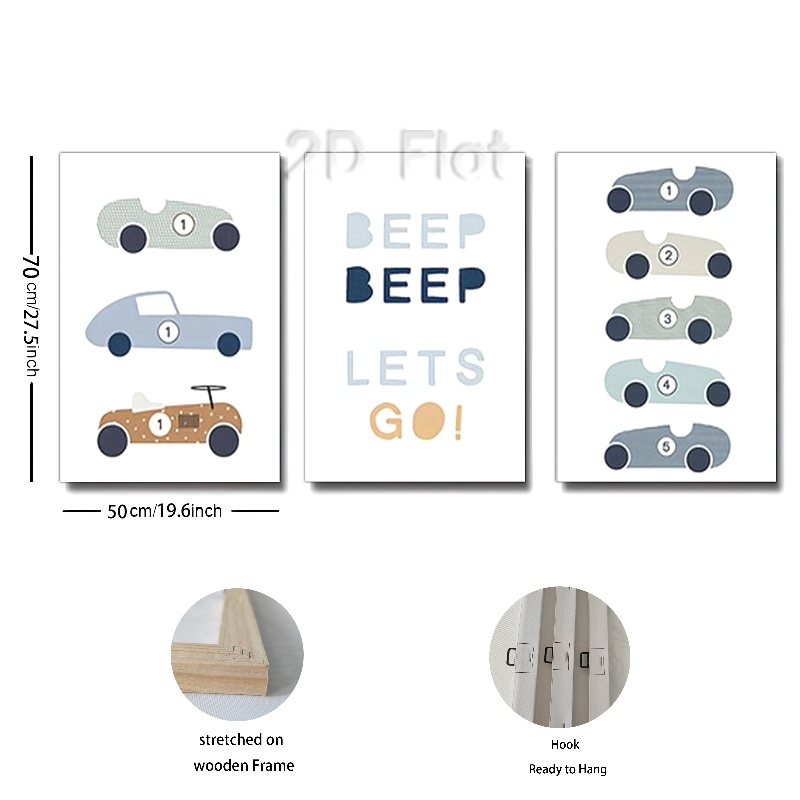 2D Flat
1
1
1
BEEP
BEEP
LETS
GO!
1
2
3
4
5
70 cm/27.5inch
50cm/19.6inch
stretched on
wooden Frame
Hook
Ready to Hang